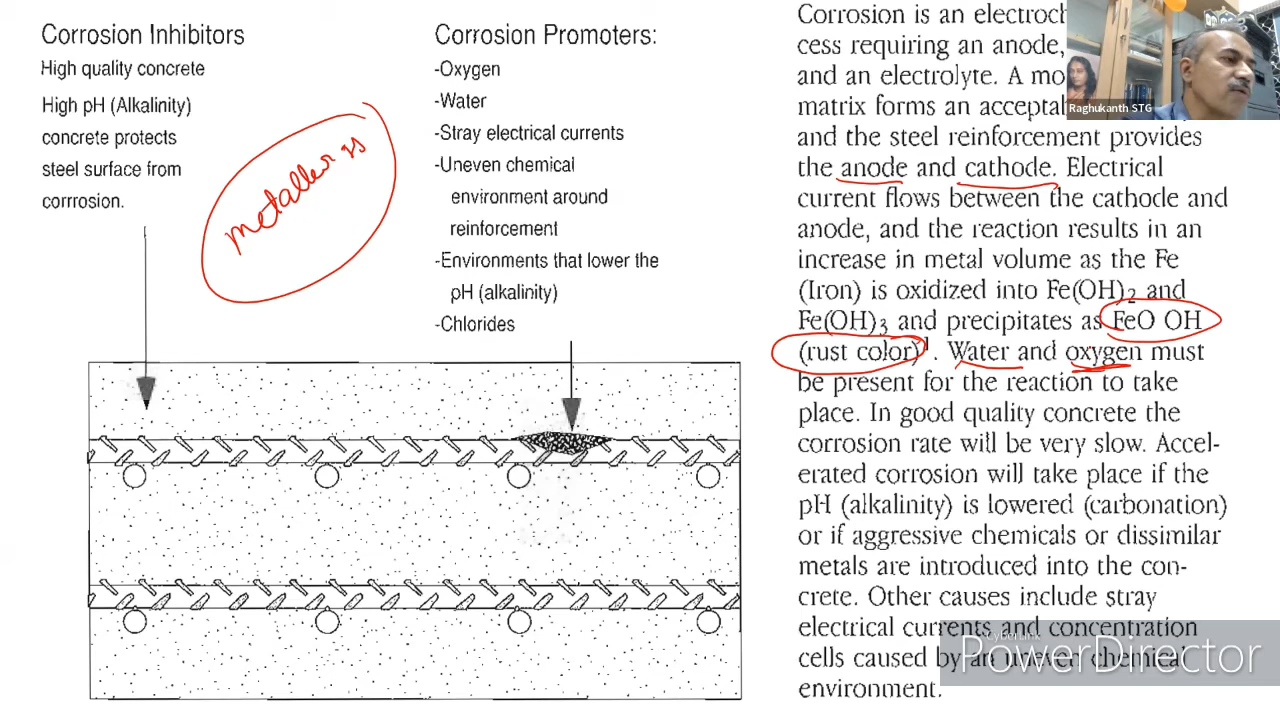 Corrosion Inhibitors
High quality concrete
High pH (Alkalinity)
concrete protects
steel surface from
corrrosion.
Corrosion Promoters:
-Oxygen
-Water
-Stray electrical currents
-Uneven chemical
environment around
reinforcement
-Environments that lower the
pH (alkalinity)
-Chlorides
Corrosion is an
cess requiring an anode,
and an electrolyte. A
matrix forms an
and the steel reinforcement provides
the anode and cathode. Electrical
current flows between the cathode and
anode, and the reaction results in an
increase in metal volume as the Fe
(Iron) is oxidized into Fe(OH)2 and
Fe(OH)3 and precipitates as FeO OH
(rust color)1. Water and oxygen must
be present for the reaction to take
place. In good quality concrete the
corrosion rate will be very slow. Accel-
erated corrosion will take place if the
pH (alkalinity) is lowered (carbonation)
or if aggressive chemicals or dissimilar
metals are introduced into the con-
crete. Other causes include stray
electrical currents and concentration
cells caused by an uneven chemical
environment.
Raghukanth STG
CyberLink
PowerDirector